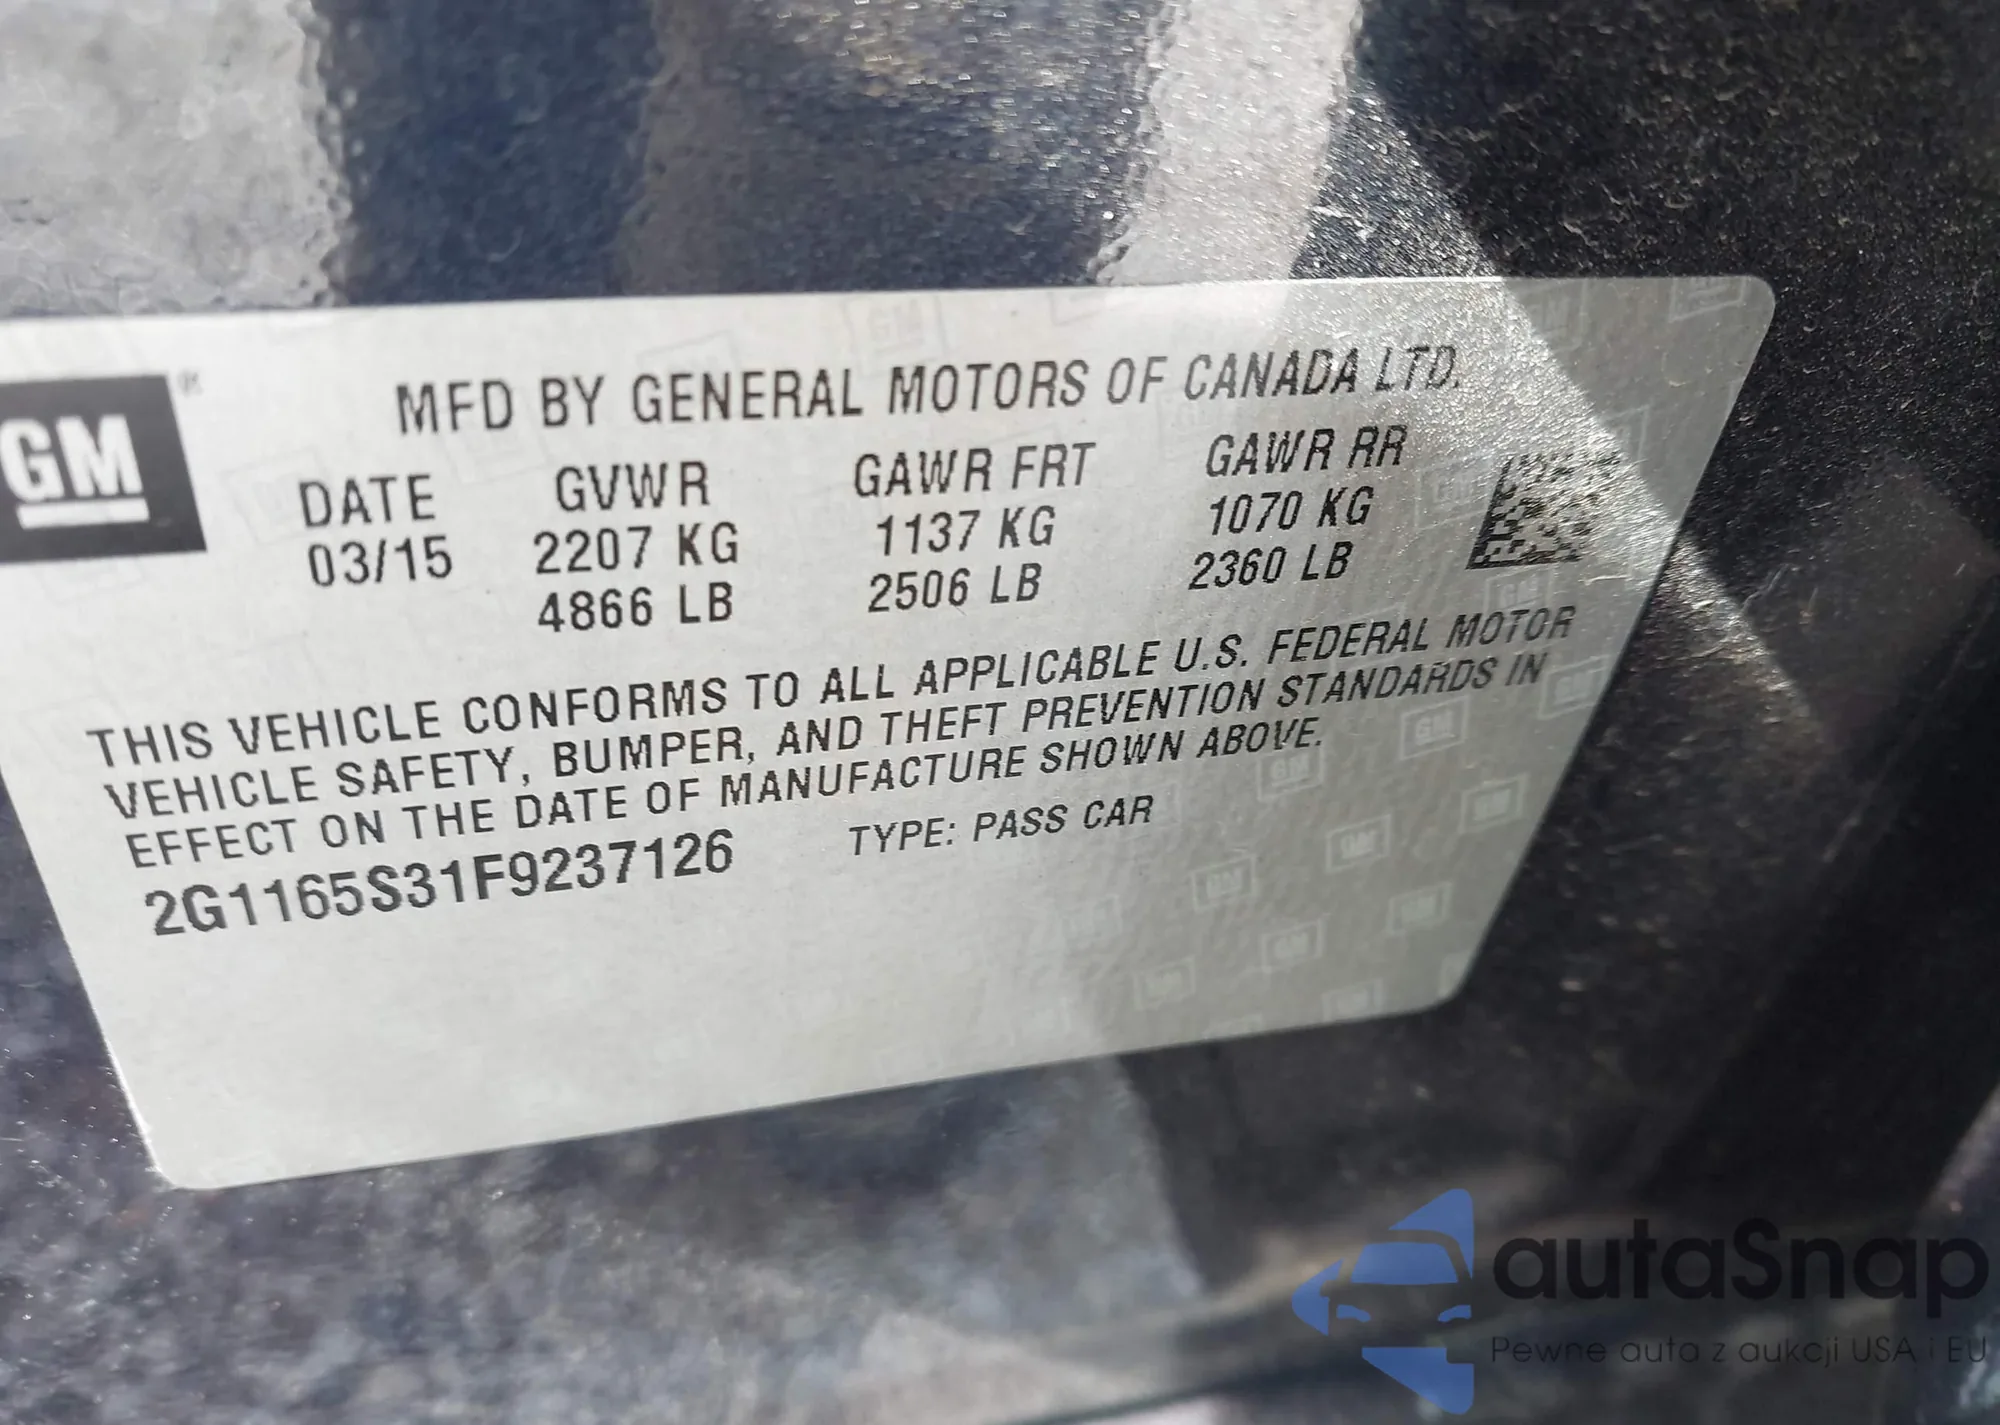 GM
MFD BY GENERAL MOTORS OF CANADA LTD.
DATE GVWR GAWR FRT GAWR RR
03/15 2207 KG 1137 KG 1070 KG
4866 LB 2506 LB 2360 LB
THIS VEHICLE CONFORMS TO ALL APPLICABLE U.S. FEDERAL MOTOR
VEHICLE SAFETY, BUMPER, AND THEFT PREVENTION STANDARDS IN
EFFECT ON THE DATE OF MANUFACTURE SHOWN ABOVE.
2G1165S31F9237126 TYPE: PASS CAR
autaSnap
Pewne auta z aukcji USA i EU